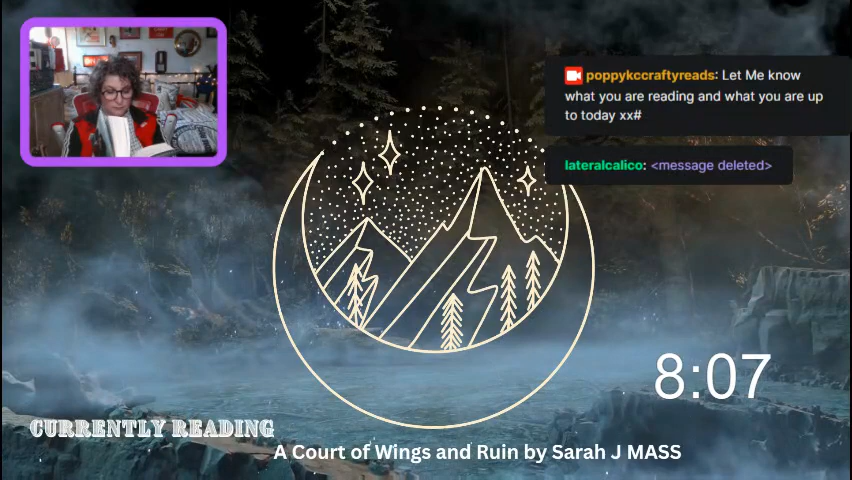 poppykccraftyreads: Let Me know
what you are reading and what you are up
to today xx#
lateralcalico: <message deleted>
8:07
CURRENTLY READING
A Court of Wings and Ruin by Sarah J MASS